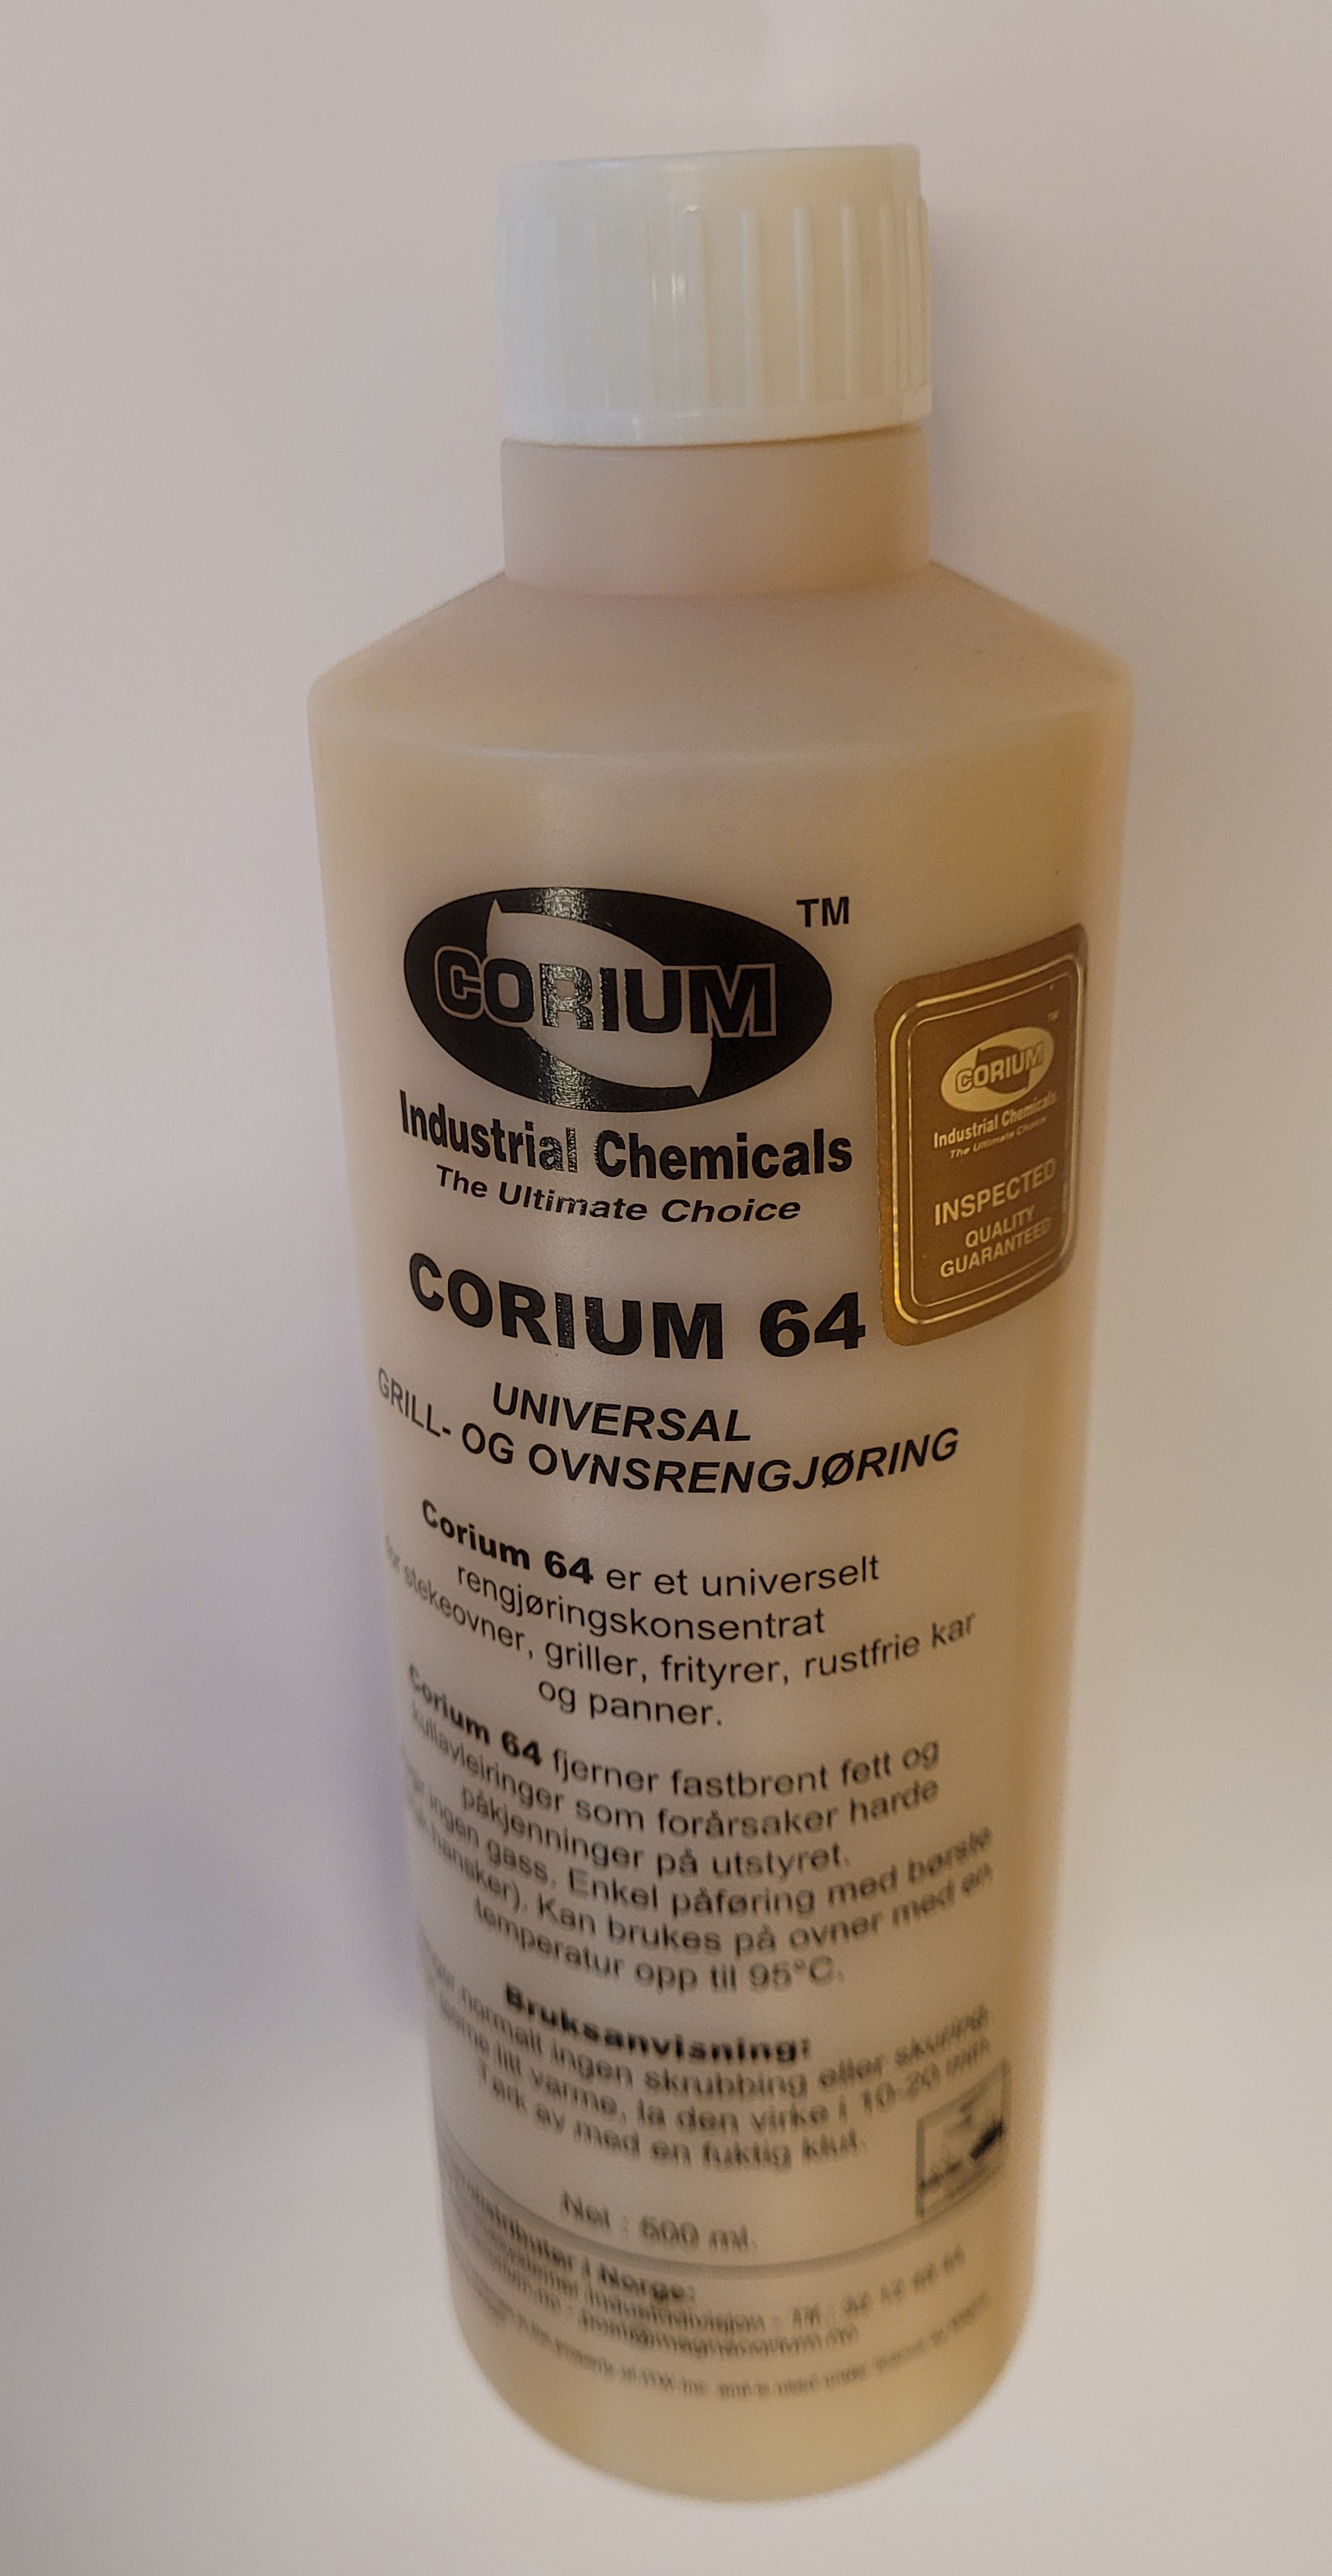 CORIUM
TM
Industrial Chemicals
The Ultimate Choice
CORIUM
TM
Industrial Chemicals
The Ultimate Choice
INSPECTED
QUALITY
GUARANTEED
CORIUM 64
UNIVERSAL
GRILL- OG OVNSRENGJØRING
Corium 64 er et universelt
rengjøringskonsentrat
for stekeovner, griller, frityrer, rustfrie kar
og panner.
Corium 64 fjerner fastbrent fett og
kullavleiringer som forårsaker harde
påkjenninger på utstyret.
ingen gass. Enkel påføring med børste
hansker). Kan brukes på ovner med en
temperatur opp til 95°C.
Bruksanvisning:
normalt ingen skrubbing eller
litt varme, la den virke i 10-20 min.
Tørk av med en fuktig klut.
Net : 500 ml.
i Norge: